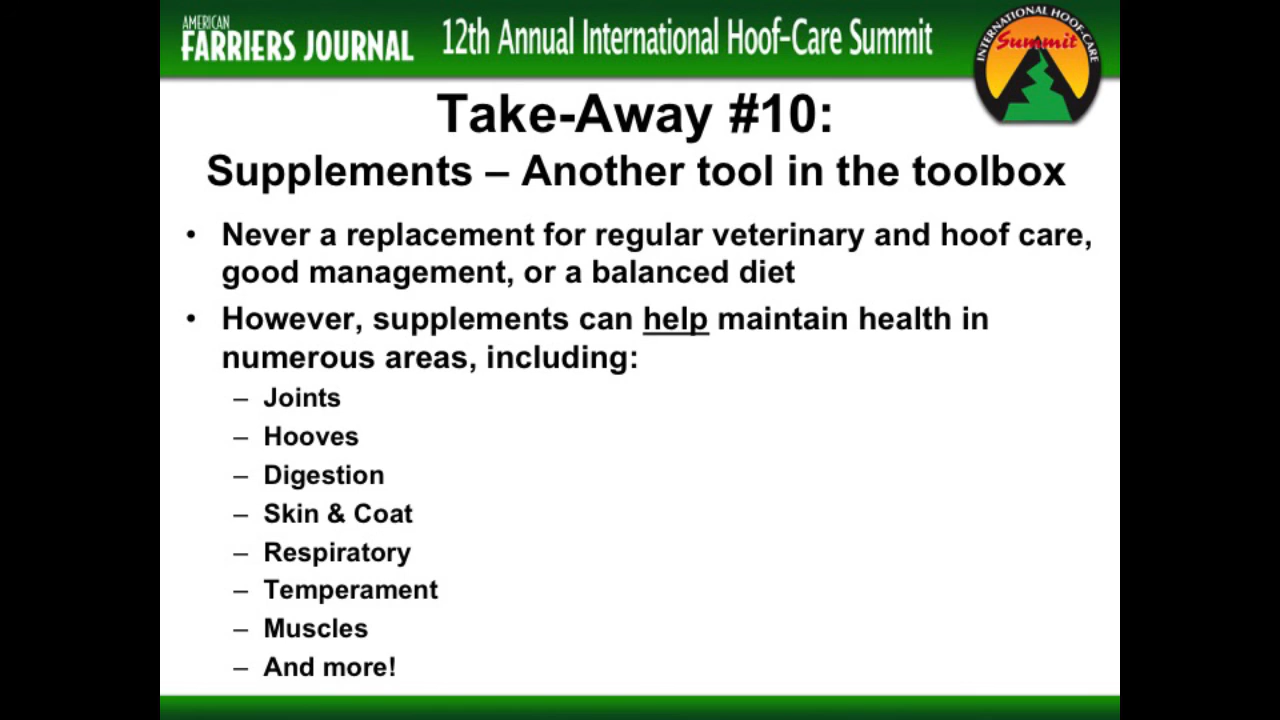 AMERICAN
FARRIERS JOURNAL
12th Annual International Hoof-Care Summit
INTERNATIONAL HOOF-CARE
Summit
Take-Away #10:
Supplements – Another tool in the toolbox
• Never a replacement for regular veterinary and hoof care,
good management, or a balanced diet
• However, supplements can help maintain health in
numerous areas, including:
– Joints
– Hooves
– Digestion
– Skin & Coat
– Respiratory
– Temperament
– Muscles
– And more!